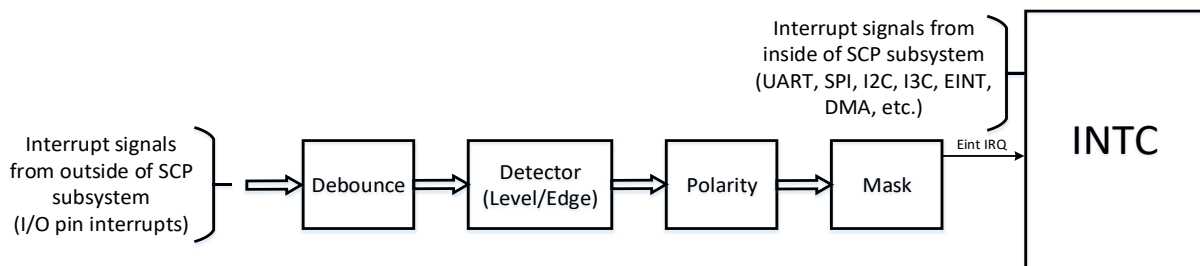 Interrupt signals from
inside of SCP subsystem
(UART, SPI, I2C, I3C, EINT,
DMA, etc.)
INTC
Eint IRQ
Interrupt signals
from outside of SCP
subsystem
(I/O pin interrupts)
Debounce
Detector
(Level/Edge)
Polarity
Mask